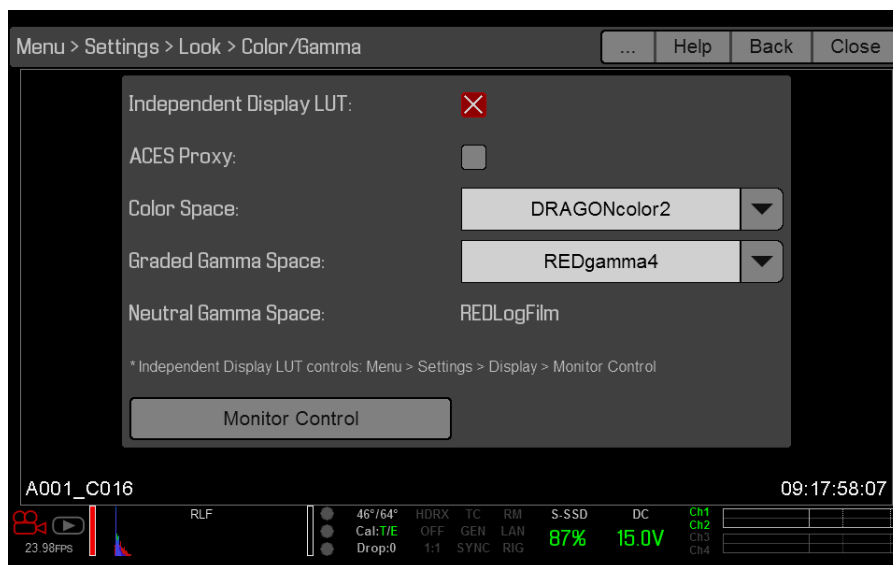 Menu > Settings > Look > Color/Gamma ... Help Back Close
Independent Display LUT:
ACES Proxy:
Color Space: DRAGONcolor2
Graded Gamma Space: REDgamma4
Neutral Gamma Space: REDLogFilm
* Independent Display LUT controls: Menu > Settings > Display > Monitor Control
Monitor Control
A001_C016 09:17:58:07
RLF 46°/64° HDRX TC RM S-SSD DC Ch1
Cal:T/E OFF GEN LAN 87% 15.0V Ch2
23.98FPS Drop:0 1:1 SYNC RIG Ch3
Ch4